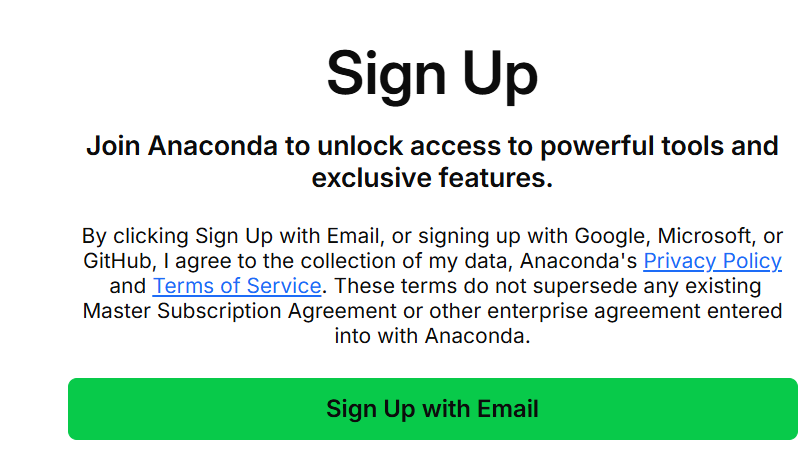 Sign Up
Join Anaconda to unlock access to powerful tools and
exclusive features.
By clicking Sign Up with Email, or signing up with Google, Microsoft, or
GitHub, I agree to the collection of my data, Anaconda's Privacy Policy
and Terms of Service. These terms do not supersede any existing
Master Subscription Agreement or other enterprise agreement entered
into with Anaconda.
Sign Up with Email